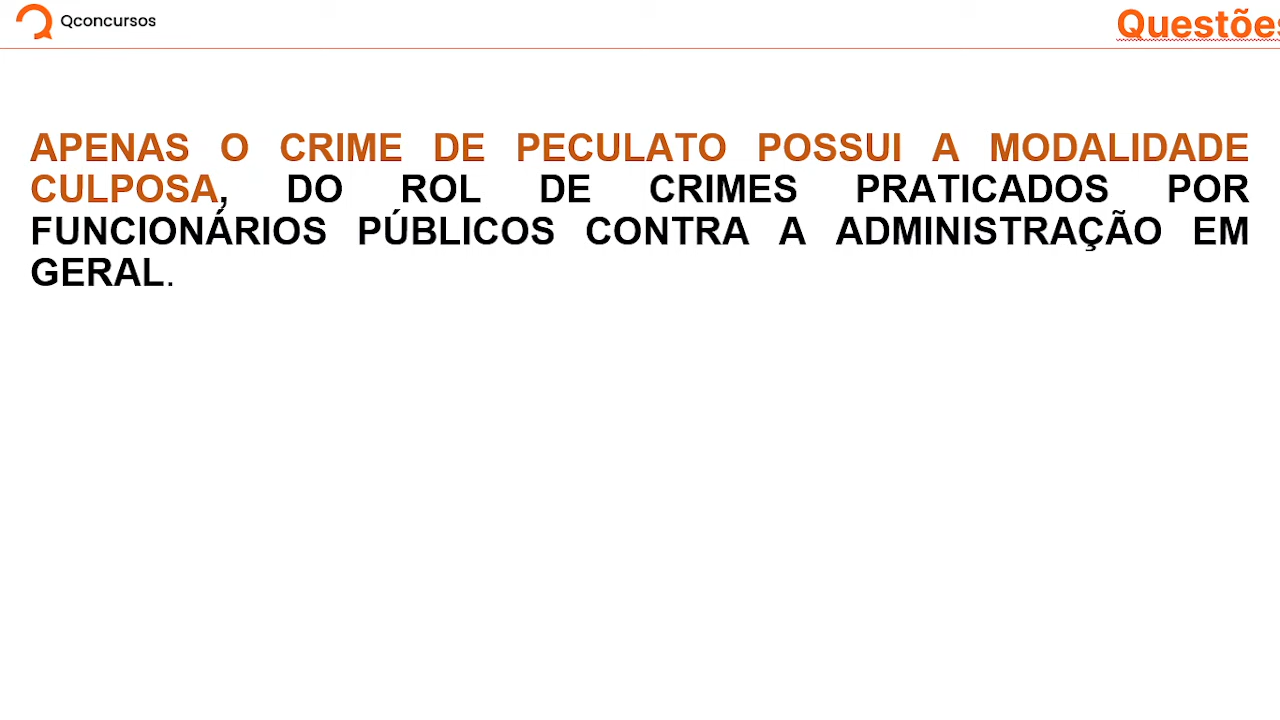 Qconcursos
Questões
APENAS O CRIME DE PECULATO POSSUI A MODALIDADE
CULPOSA, DO ROL DE CRIMES PRATICADOS POR
FUNCIONÁRIOS PÚBLICOS CONTRA A ADMINISTRAÇÃO EM
GERAL.